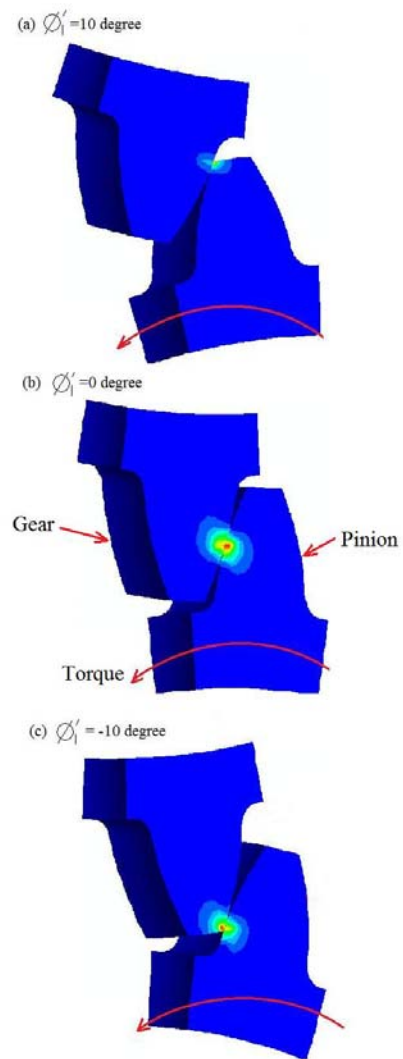 (a) ∅₁′ =10 degree
(b) ∅₁′ =0 degree
Gear
Pinion
Torque
(c) ∅₁′ = -10 degree